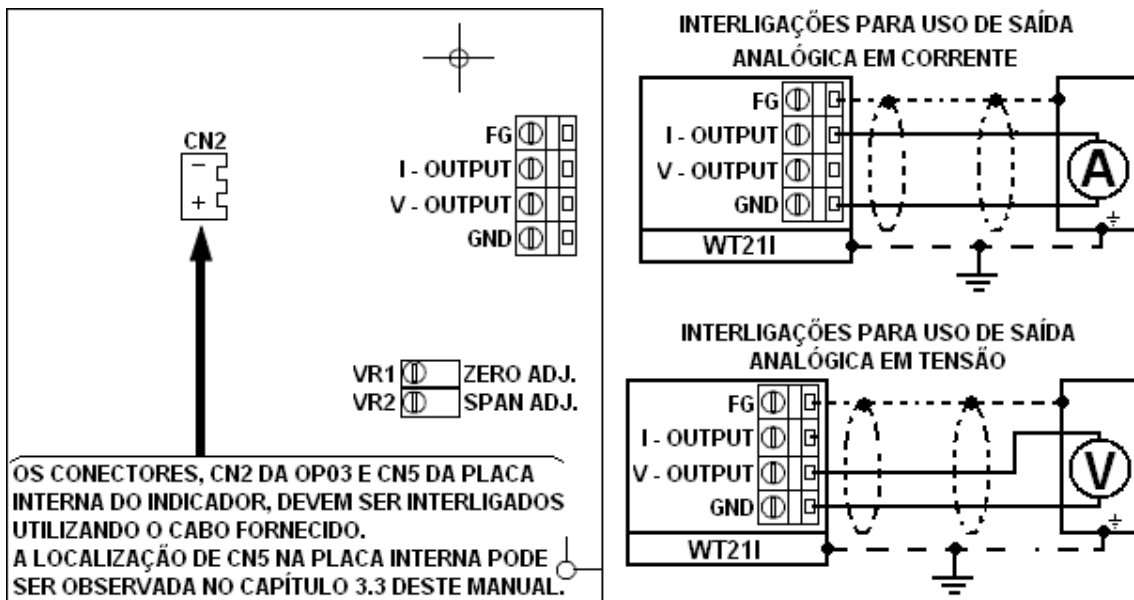 CN2
-
+
FG
I - OUTPUT
V - OUTPUT
GND
VR1 ZERO ADJ.
VR2 SPAN ADJ.
OS CONECTORES, CN2 DA OP03 E CN5 DA PLACA
INTERNA DO INDICADOR, DEVEM SER INTERLIGADOS
UTILIZANDO O CABO FORNECIDO.
A LOCALIZAÇÃO DE CN5 NA PLACA INTERNA PODE
SER OBSERVADA NO CAPÍTULO 3.3 DESTE MANUAL.
INTERLIGAÇÕES PARA USO DE SAÍDA
ANALÓGICA EM CORRENTE
FG
I - OUTPUT
V - OUTPUT
GND
WT21I
A
INTERLIGAÇÕES PARA USO DE SAÍDA
ANALÓGICA EM TENSÃO
FG
I - OUTPUT
V - OUTPUT
GND
WT21I
V